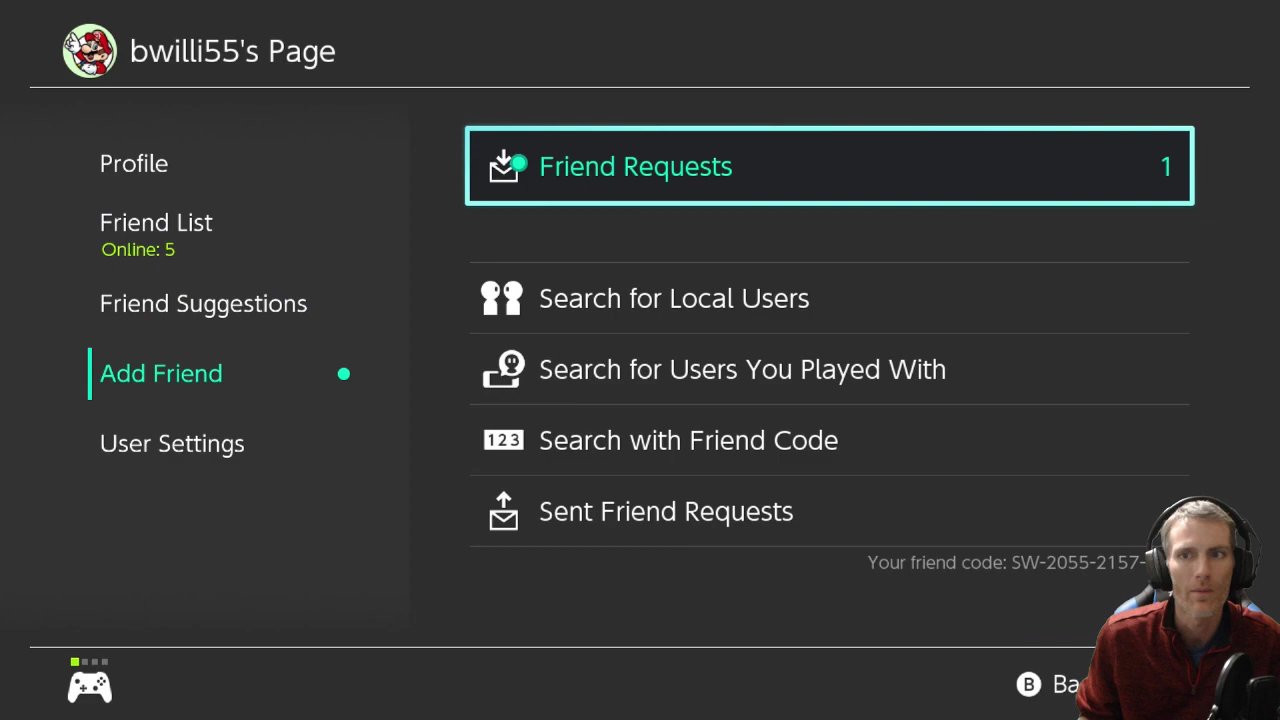 bwilli55's Page
Profile
Friend List
Online: 5
Friend Suggestions
Add Friend
User Settings
Friend Requests 1
Search for Local Users
Search for Users You Played With
123 Search with Friend Code
Sent Friend Requests
Your friend code: SW-2055-2157-
B